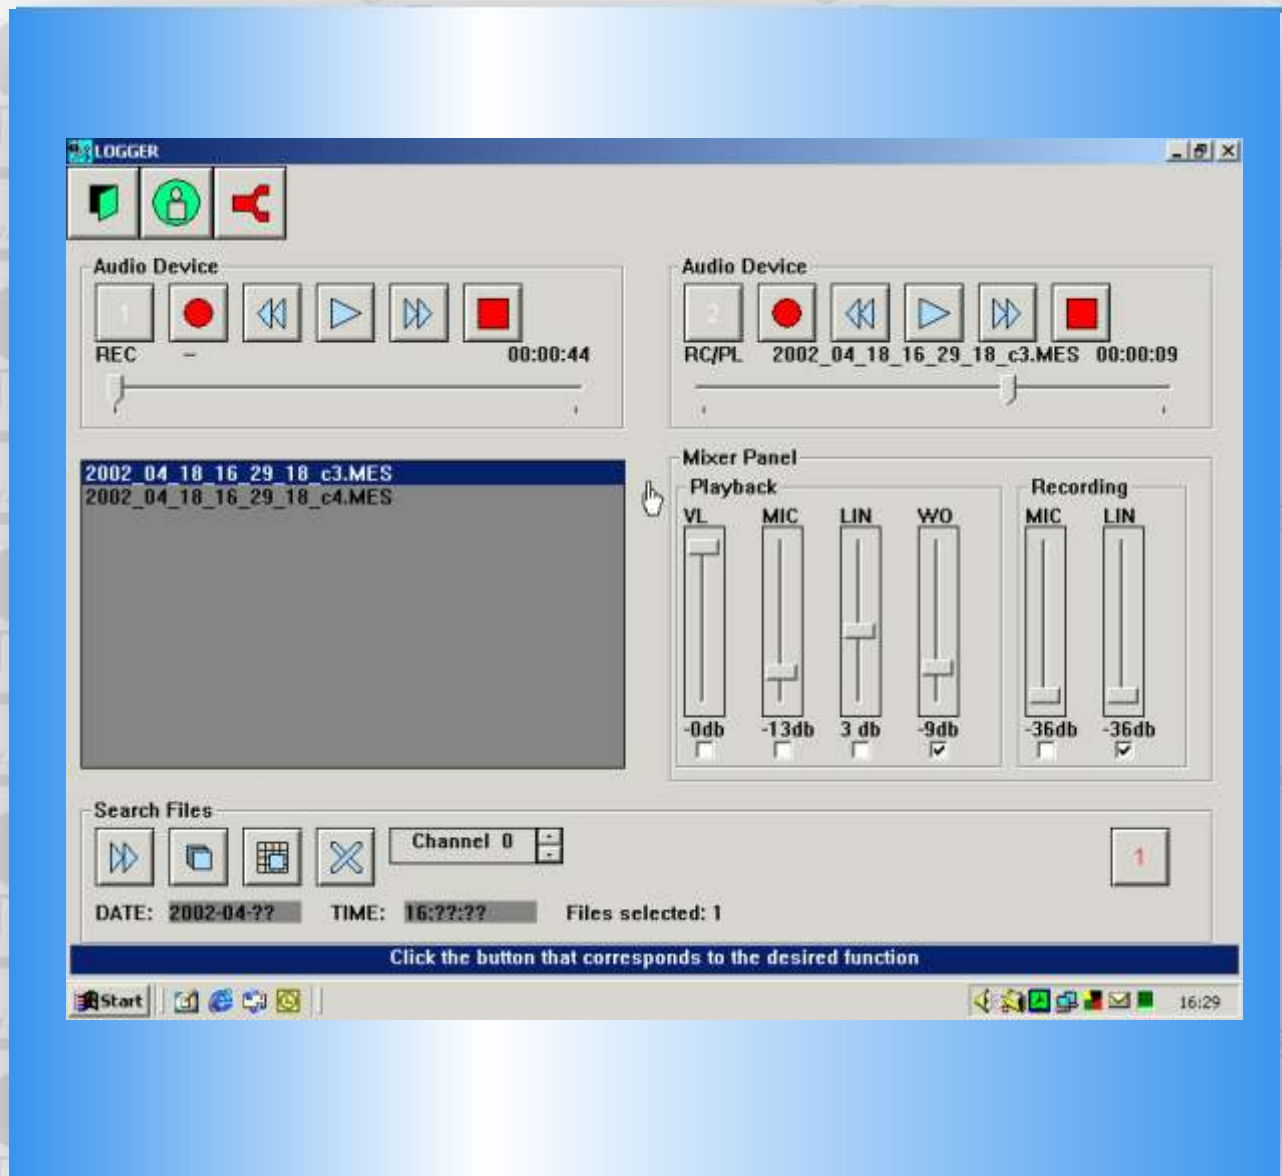 LOGGER
Audio Device
1
REC – 00:00:44
Audio Device
2
RC/PL 2002_04_18_16_29_18_c3.MES 00:00:09
2002_04_18_16_29_18_c3.MES
2002_04_18_16_29_18_c4.MES
Mixer Panel
Playback
VL MIC LIN WO
-0db -13db 3 db -9db
Recording
MIC LIN
-36db -36db
Search Files
Channel 0
1
DATE: 2002-04-?? TIME: 16:??:?? Files selected: 1
Click the button that corresponds to the desired function
Start 16:29